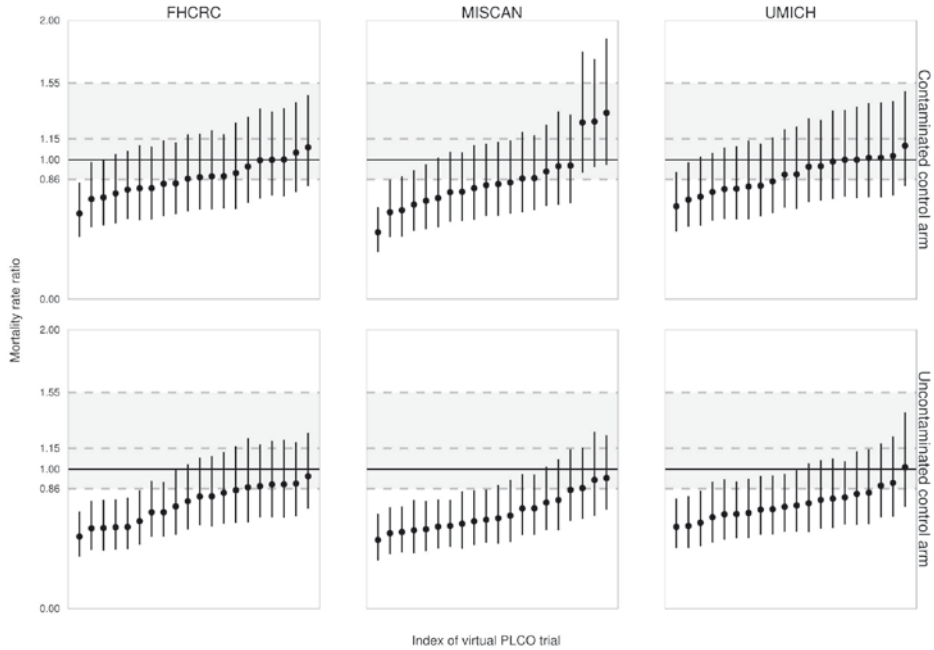 FHCRC
MISCAN
UMICH
2.00
1.55
1.15
1.00
0.86
0.00
Contaminated control arm
Mortality rate ratio
2.00
1.55
1.15
1.00
0.86
0.00
Uncontaminated control arm
Index of virtual PLCO trial